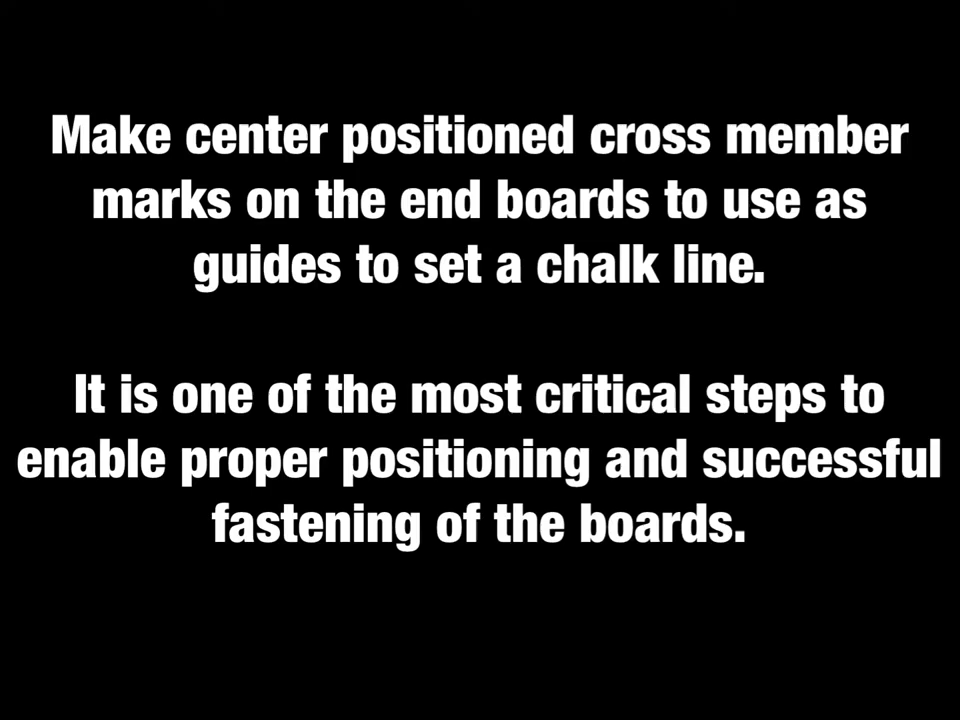 Make center positioned cross member
marks on the end boards to use as
guides to set a chalk line.
It is one of the most critical steps to
enable proper positioning and successful
fastening of the boards.